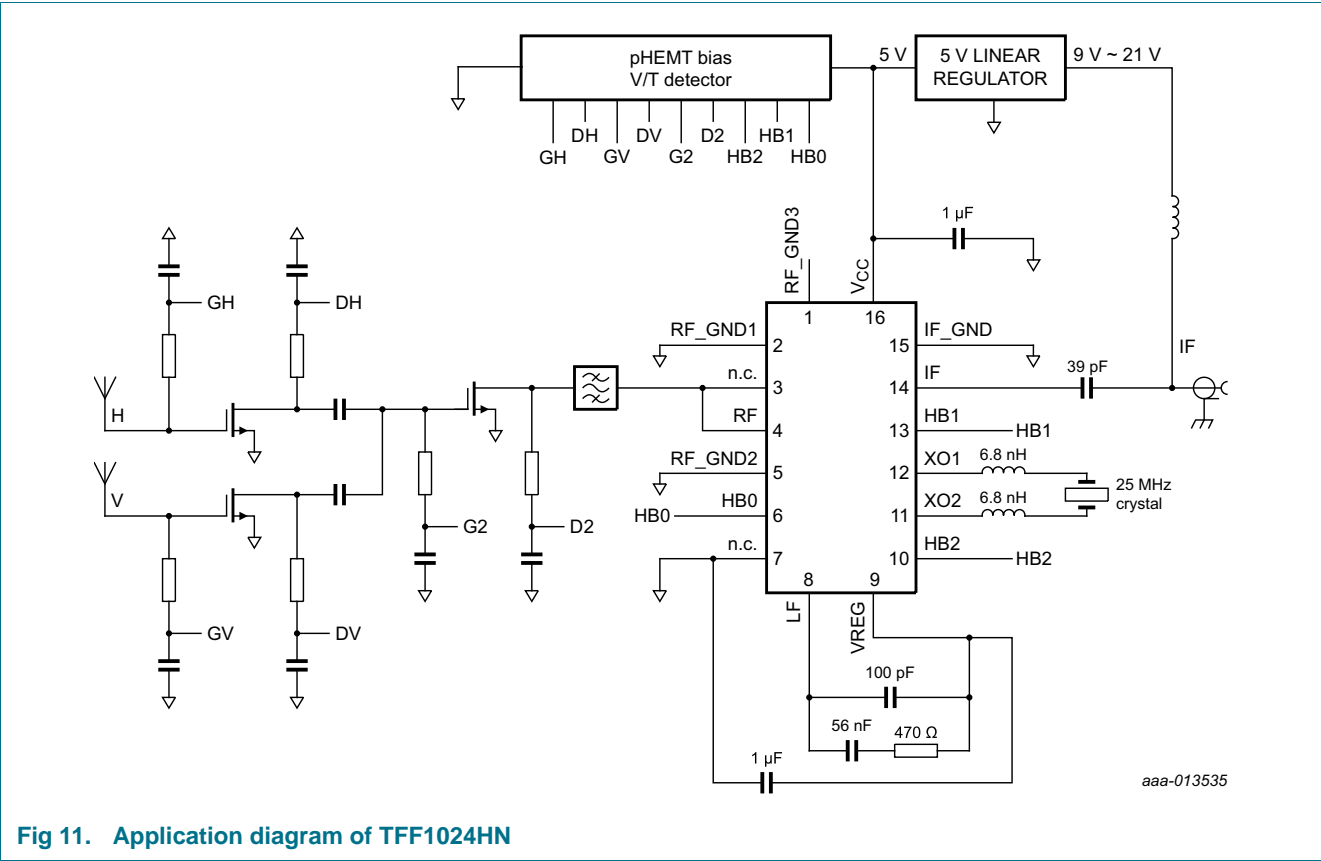 pHEMT bias
V/T detector
5 V
5 V LINEAR
REGULATOR
9 V ~ 21 V
GH
DH
GV
DV
G2
D2
HB2
HB1
HB0
1 µF
RF_GND3
VCC
GH
DH
1
16
RF_GND1
2
15
IF_GND
n.c.
3
14
IF
39 pF
IF
H
RF
4
13
HB1
HB1
V
RF_GND2
5
12
XO1
6.8 nH
25 MHz
crystal
HB0
HB0
6
11
XO2
6.8 nH
G2
D2
n.c.
7
10
HB2
HB2
8
9
LF
VREG
GV
DV
100 pF
56 nF
470 Ω
1 µF
aaa-013535
Fig 11. Application diagram of TFF1024HN